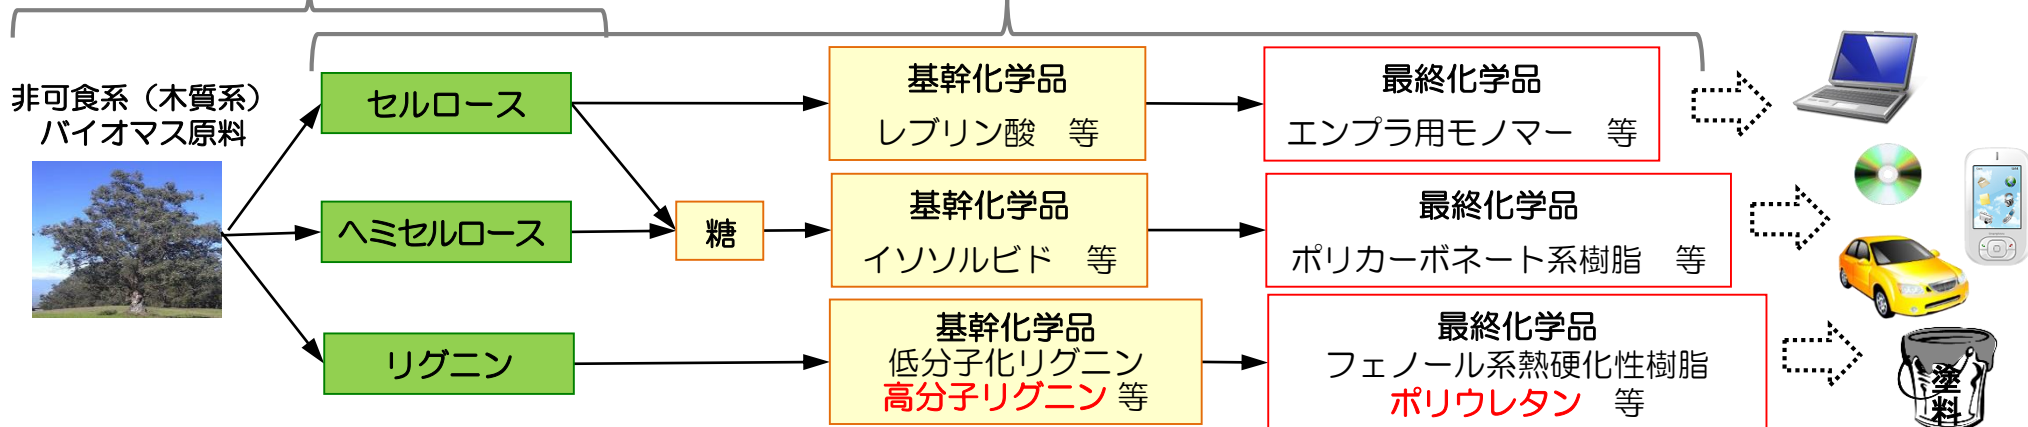 非可食系（木質系）
バイオマス原料
セルロース
ヘミセルロース
リグニン
糖
基幹化学品
レブリン酸　等
最終化学品
エンプラ用モノマー　等
基幹化学品
イソソルビド　等
最終化学品
ポリカーボネート系樹脂　等
基幹化学品
低分子化リグニン
高分子リグニン 等
最終化学品
フェノール系熱硬化性樹脂
ポリウレタン　等
塗料